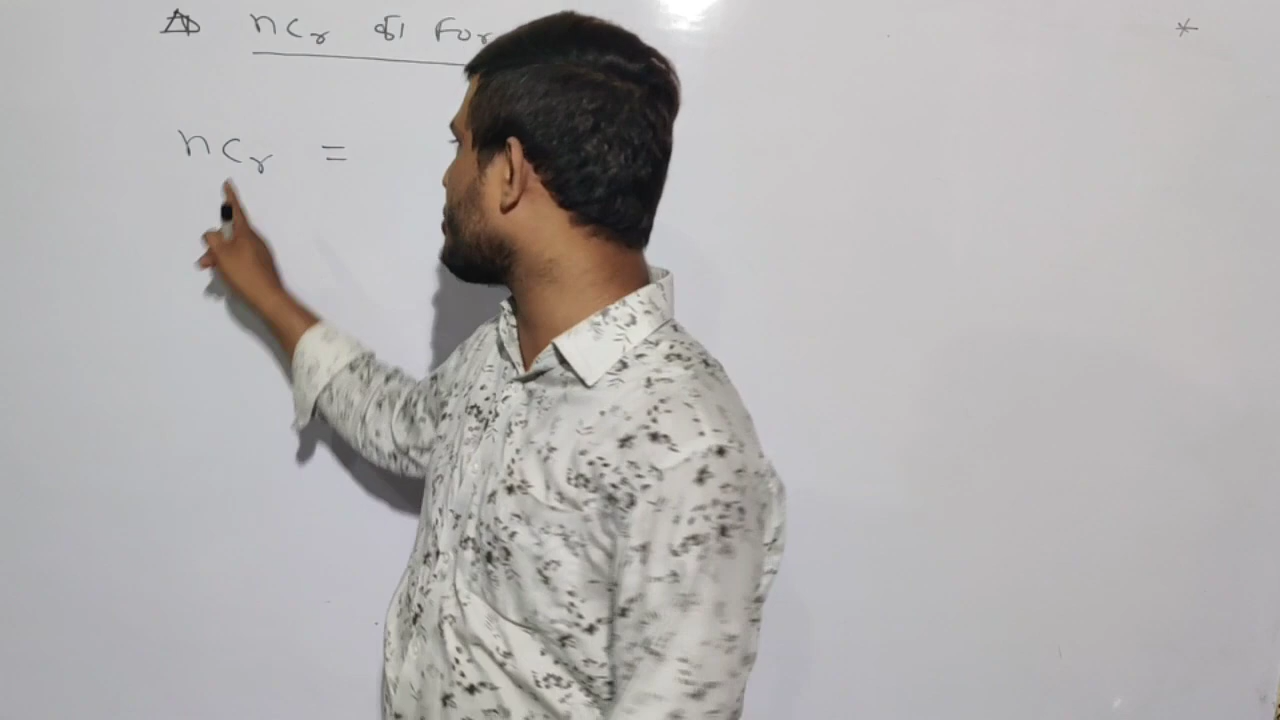 nCr का For
nCr =